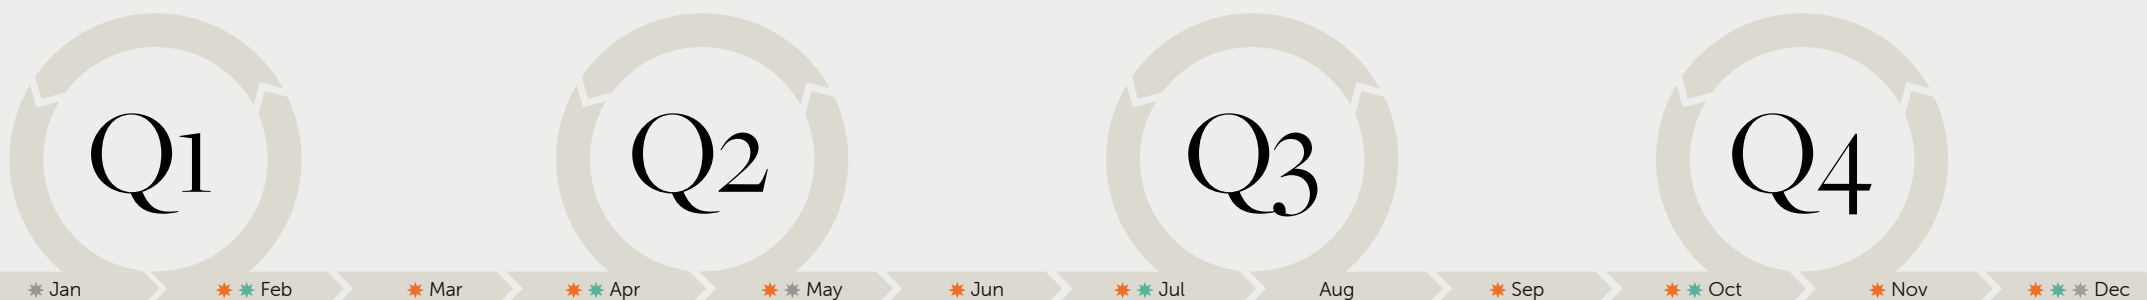 Q1 Q2 Q3 Q4
Jan Feb Mar Apr May Jun Jul Aug Sep Oct Nov Dec